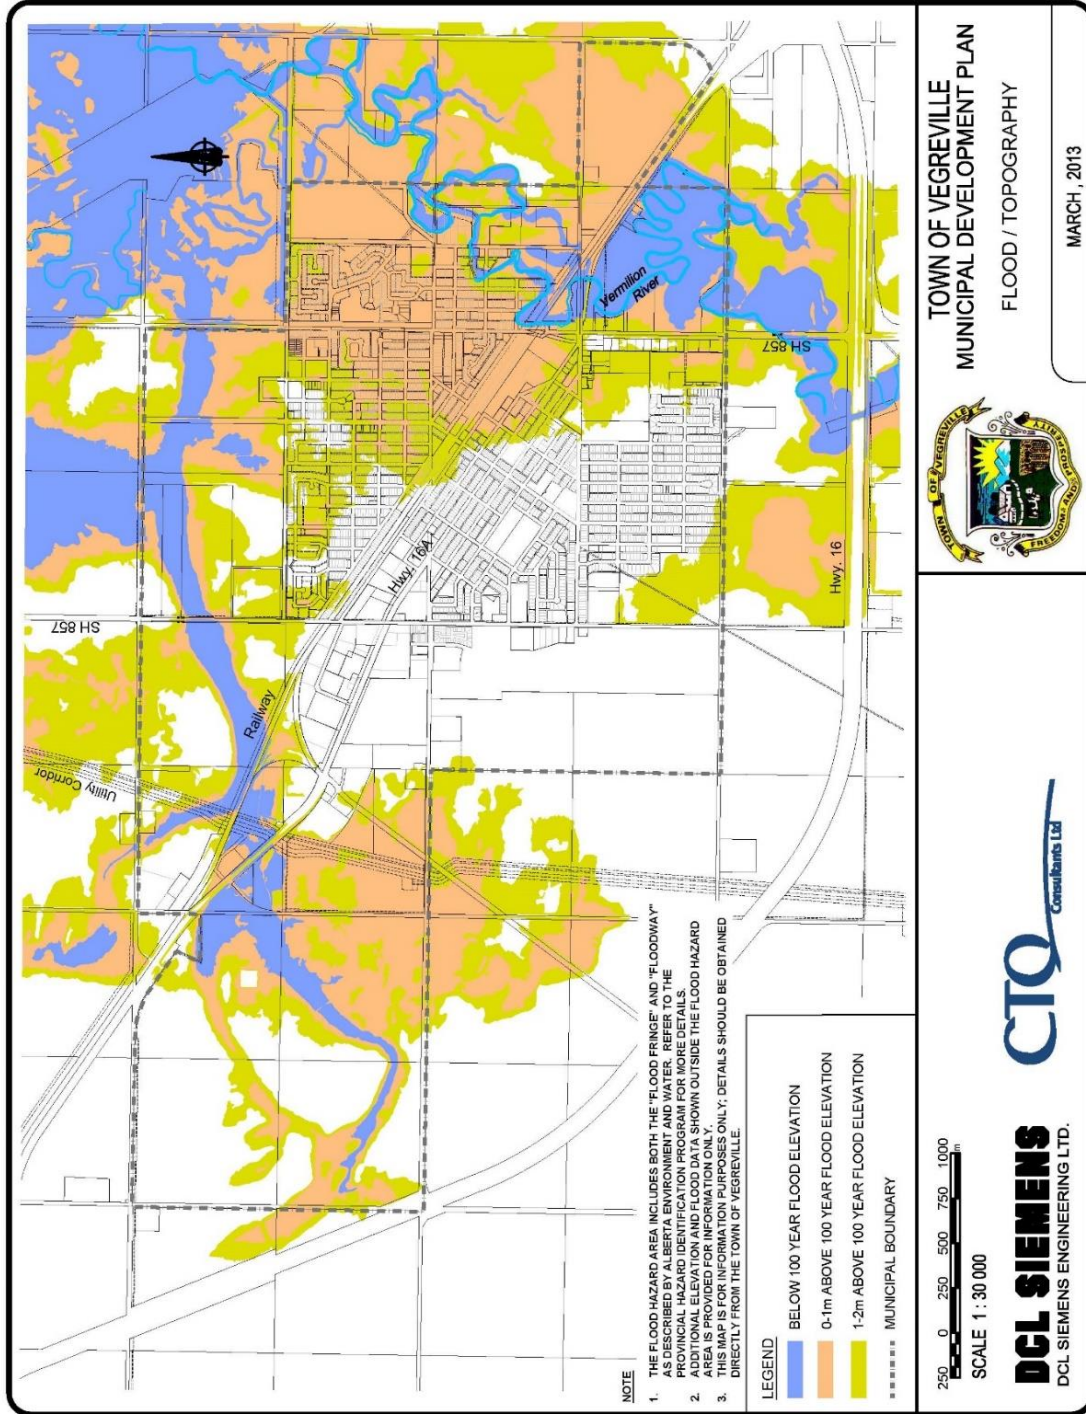 Utility Corridor
SH 857
Railway
Hwy. 16A
Vermilion
River
SH 857
Hwy. 16
NOTE
1. THE FLOOD HAZARD AREA INCLUDES BOTH THE "FLOOD FRINGE" AND "FLOODWAY"
AS DESCRIBED BY ALBERTA ENVIRONMENT AND WATER. REFER TO THE
PROVINCIAL HAZARD IDENTIFICATION PROGRAM FOR MORE DETAILS.
2. ADDITIONAL ELEVATION AND FLOOD DATA SHOWN OUTSIDE THE FLOOD HAZARD
AREA IS PROVIDED FOR INFORMATION ONLY.
3. THIS MAP IS FOR INFORMATION PURPOSES ONLY; DETAILS SHOULD BE OBTAINED
DIRECTLY FROM THE TOWN OF VEGREVILLE.
LEGEND
BELOW 100 YEAR FLOOD ELEVATION
0-1m ABOVE 100 YEAR FLOOD ELEVATION
1-2m ABOVE 100 YEAR FLOOD ELEVATION
MUNICIPAL BOUNDARY
250 0 250 500 750 1000
m
SCALE 1 : 30 000
DCL SIEMENS
DCL SIEMENS ENGINEERING LTD.
CTQ
Consultants Ltd
TOWN OF VEGREVILLE
FREEDOM AND PROSPERITY
TOWN OF VEGREVILLE
MUNICIPAL DEVELOPMENT PLAN
FLOOD / TOPOGRAPHY
MARCH, 2013